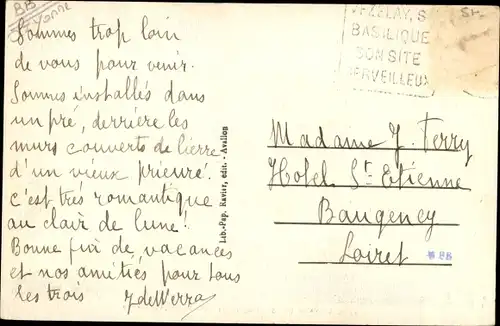 BB
Yonne
Sommes trop loin
de vous pour venir.
Sommes installés dans
un pré, derrière les
murs couverts de lierre
d'un vieux prieuré.
c'est très romantique
au clair de lune!
Bonne fin de vacances
et nos amitiés pour tous
les trois
J de Werra
Lib.-Pap. Ravier, édit. - Avallon
VEZELAY, S
BASILIQUE
SON SITE
MERVEILLEUX
Madame J. Ferry
Hotel St. Etienne
Baugency
Loiret